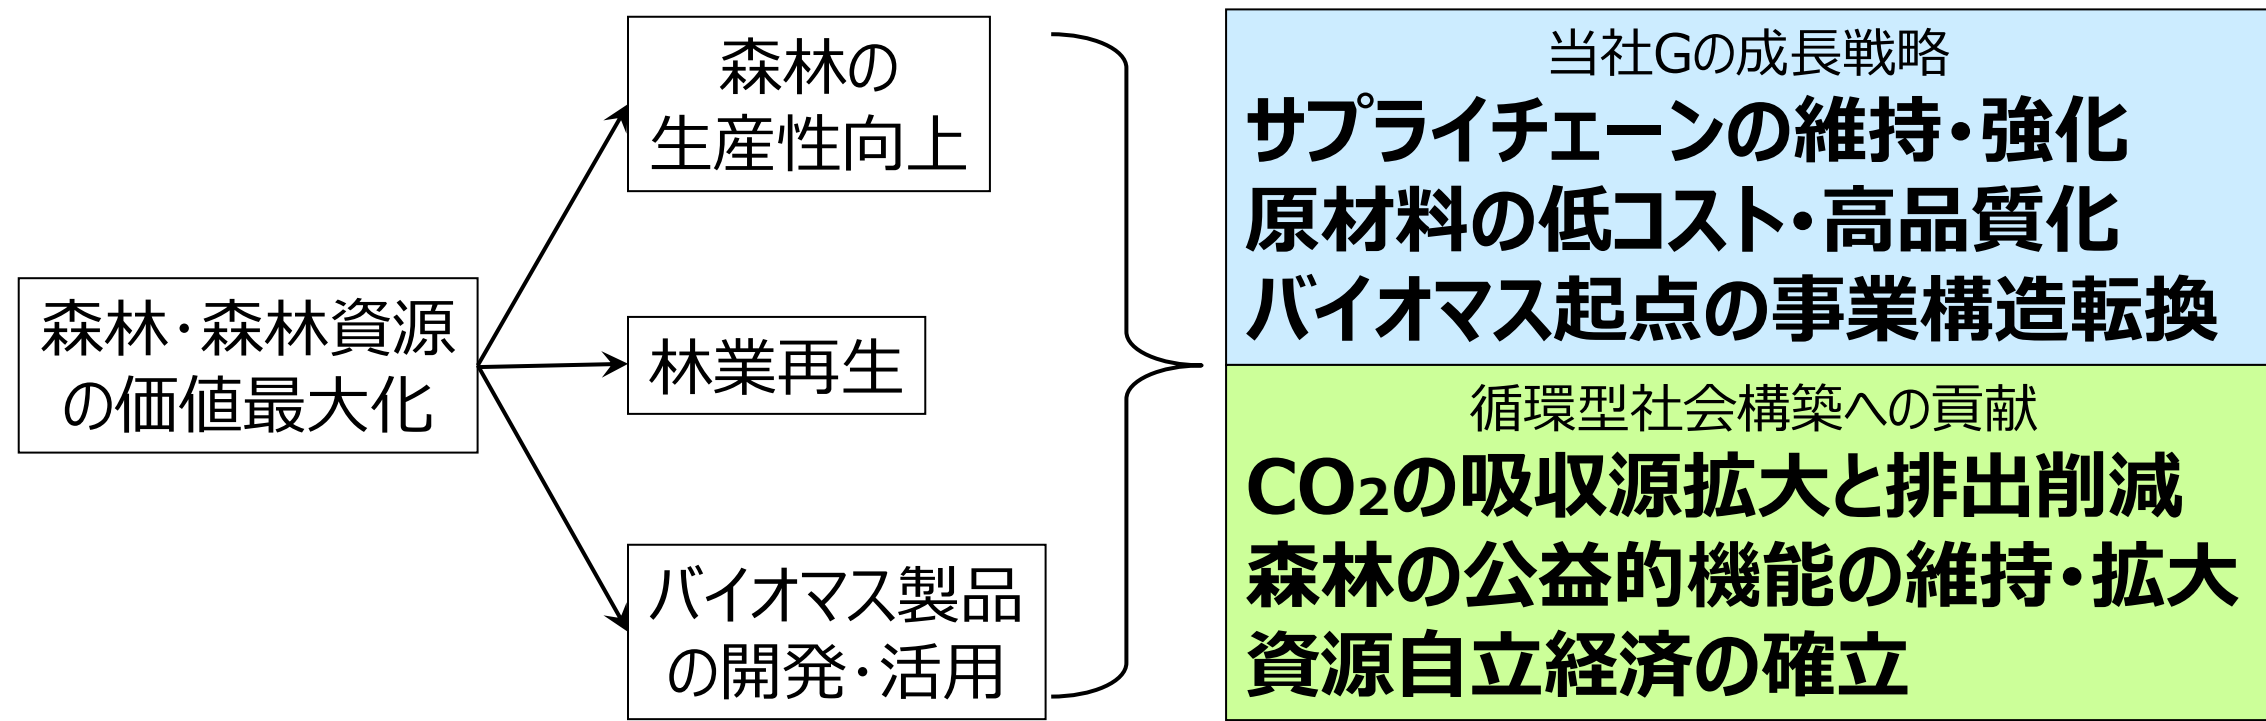 森林・森林資源
の価値最大化
森林の
生産性向上
林業再生
バイオマス製品
の開発・活用
当社Gの成長戦略
サプライチェーンの維持・強化
原材料の低コスト・高品質化
バイオマス起点の事業構造転換
循環型社会構築への貢献
CO₂の吸収源拡大と排出削減
森林の公益的機能の維持・拡大
資源自立経済の確立